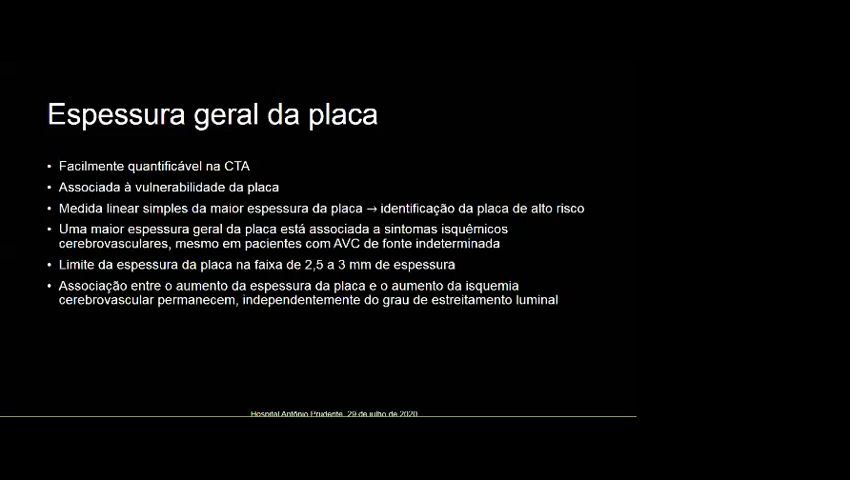 Espessura geral da placa
• Facilmente quantificável na CTA
• Associada à vulnerabilidade da placa
• Medida linear simples da maior espessura da placa → identificação da placa de alto risco
• Uma maior espessura geral da placa está associada a sintomas isquêmicos
cerebrovasculares, mesmo em pacientes com AVC de fonte indeterminada
• Limite da espessura da placa na faixa de 2,5 a 3 mm de espessura
• Associação entre o aumento da espessura da placa e o aumento da isquemia
cerebrovascular permanecem, independentemente do grau de estreitamento luminal
Hospital Antônio Prudente, 29 de julho de 2020